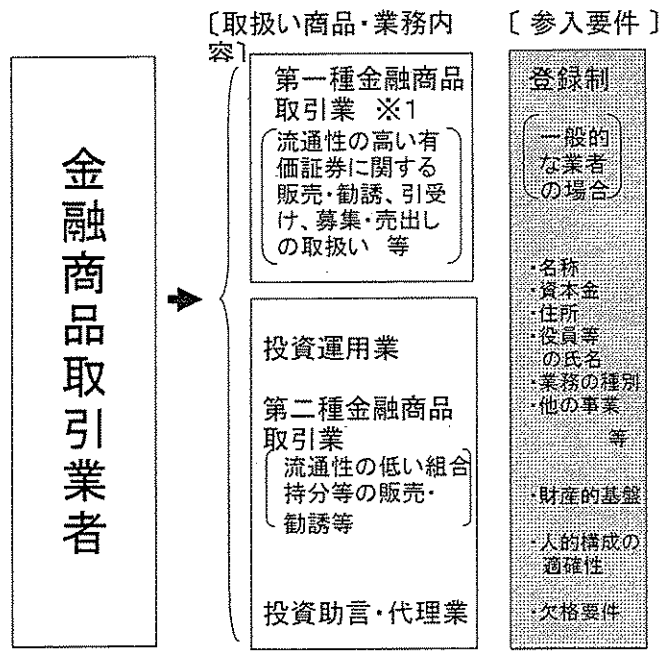 〔取扱い商品・業務内
容〕
〔 参入要件 〕
金融商品取引業者
第一種金融商品
取引業 ※1
流通性の高い有
価証券に関する
販売・勧誘、引受
け、募集・売出し
の取扱い 等
投資運用業
第二種金融商品
取引業
流通性の低い組合
持分等の販売・
勧誘等
投資助言・代理業
登録制
一般的
な業者
の場合
・名称
・資本金
・住所
・役員等
の氏名
・業務の種別
・他の事業
等
・財産的基盤
・人的構成の
適確性
・欠格要件